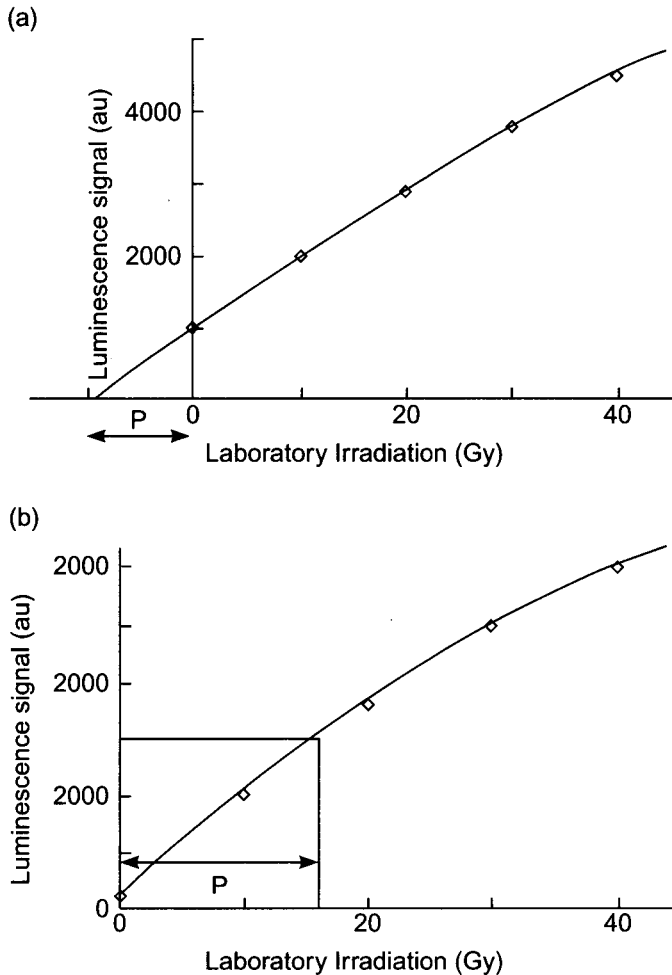 (a)
Luminescence signal (au)
4000
2000
0
20
40
P
Laboratory Irradiation (Gy)
(b)
Luminescence signal (au)
2000
2000
2000
0
P
0
20
40
Laboratory Irradiation (Gy)